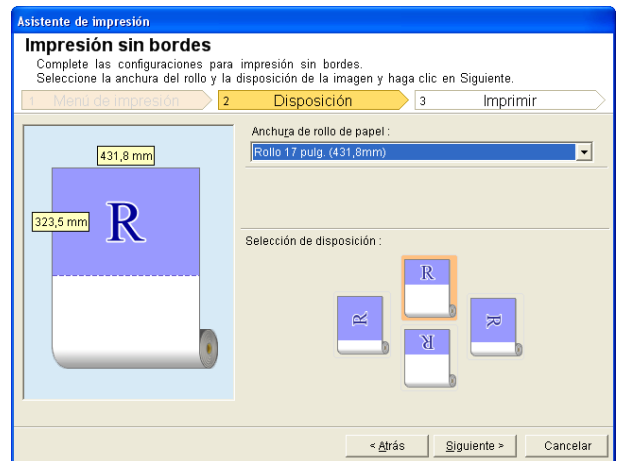 Asistente de impresión
Impresión sin bordes
Complete las configuraciones para impresión sin bordes.
Seleccione la anchura del rollo y la disposición de la imagen y haga clic en Siguiente.
1 Menú de impresión 2 Disposición 3 Imprimir
Anchura de rollo de papel :
Rollo 17 pulg. (431,8mm)
431,8 mm
323,5 mm
R
Selección de disposición :
R
R
R
R
< Atrás Siguiente > Cancelar